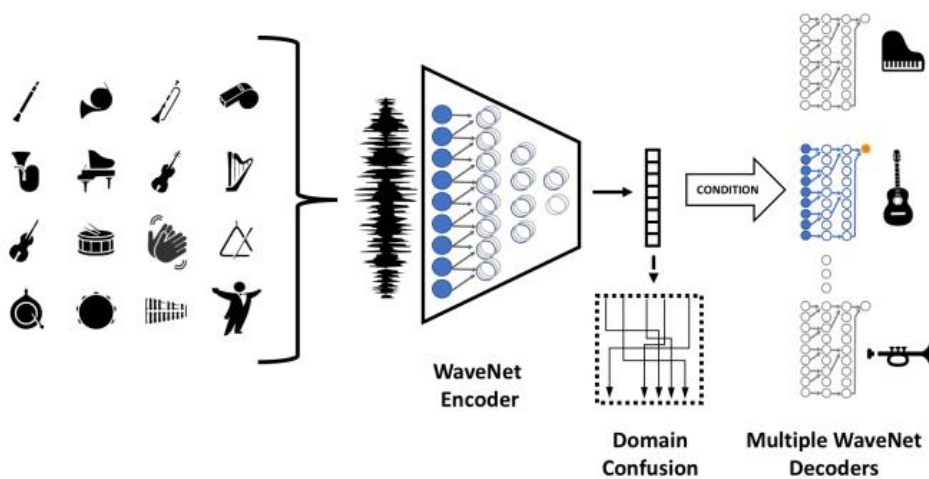 CONDITION
WaveNet
Encoder
Domain
Confusion
Multiple WaveNet
Decoders